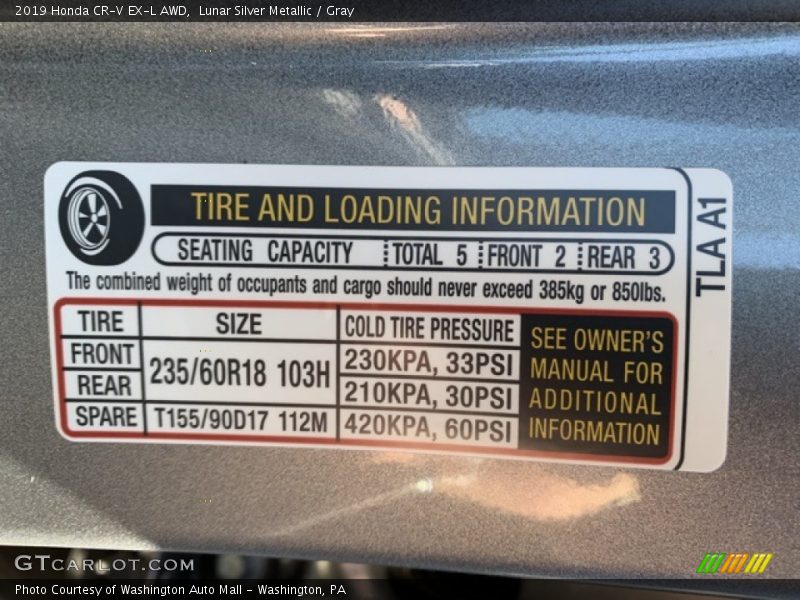 2019 Honda CR-V EX-L AWD, Lunar Silver Metallic / Gray
TIRE AND LOADING INFORMATION
SEATING CAPACITY TOTAL 5 FRONT 2 REAR 3
The combined weight of occupants and cargo should never exceed 385kg or 850lbs.
TIRE SIZE COLD TIRE PRESSURE
FRONT 235/60R18 103H 230KPA, 33PSI
REAR 210KPA, 30PSI
SPARE T155/90D17 112M 420KPA, 60PSI
SEE OWNER'S
MANUAL FOR
ADDITIONAL
INFORMATION
TLA A1
GTcarlot.com
Photo Courtesy of Washington Auto Mall - Washington, PA